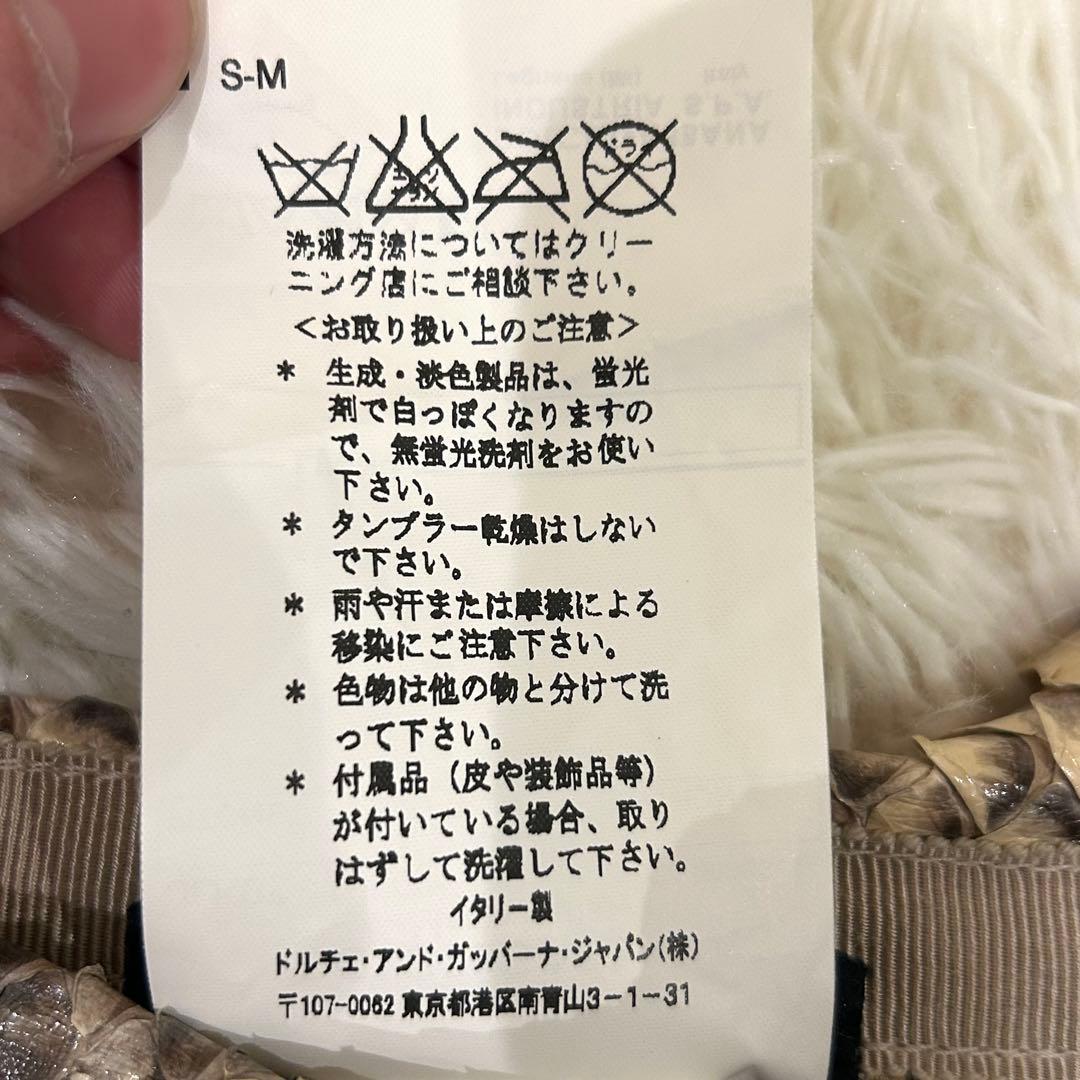 S-M
エンソ
サラシ
洗濯方法についてはクリー
ニング店にご相談下さい。
＜お取り扱い上のご注意＞
* 生成・淡色製品は、蛍光
剤で白っぽくなりますの
で、無蛍光洗剤をお使い
下さい。
* タンブラー乾燥はしない
で下さい。
* 雨や汗または摩擦による
移染にご注意下さい。
* 色物は他の物と分けて洗
って下さい。
* 付属品（皮や装飾品等）
が付いている場合、取り
はずして洗濯して下さい。
イタリー製
ドルチェ・アンド・ガッバーナ・ジャパン(株)
〒107-0062 東京都港区南青山3-1-31